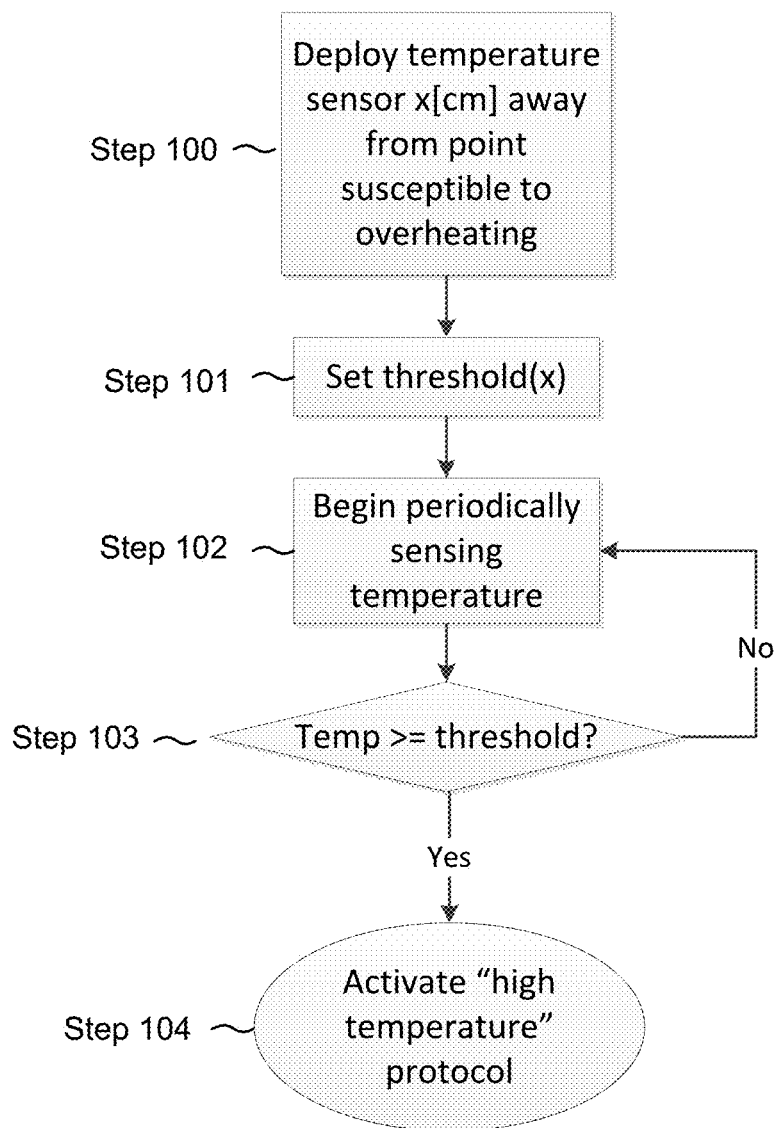 Deploy temperature
sensor x[cm] away
from point
susceptible to
overheating
Step 100
Set threshold(x)
Step 101
Begin periodically
sensing
temperature
Step 102
No
Temp >= threshold?
Step 103
Yes
Activate “high
temperature”
protocol
Step 104